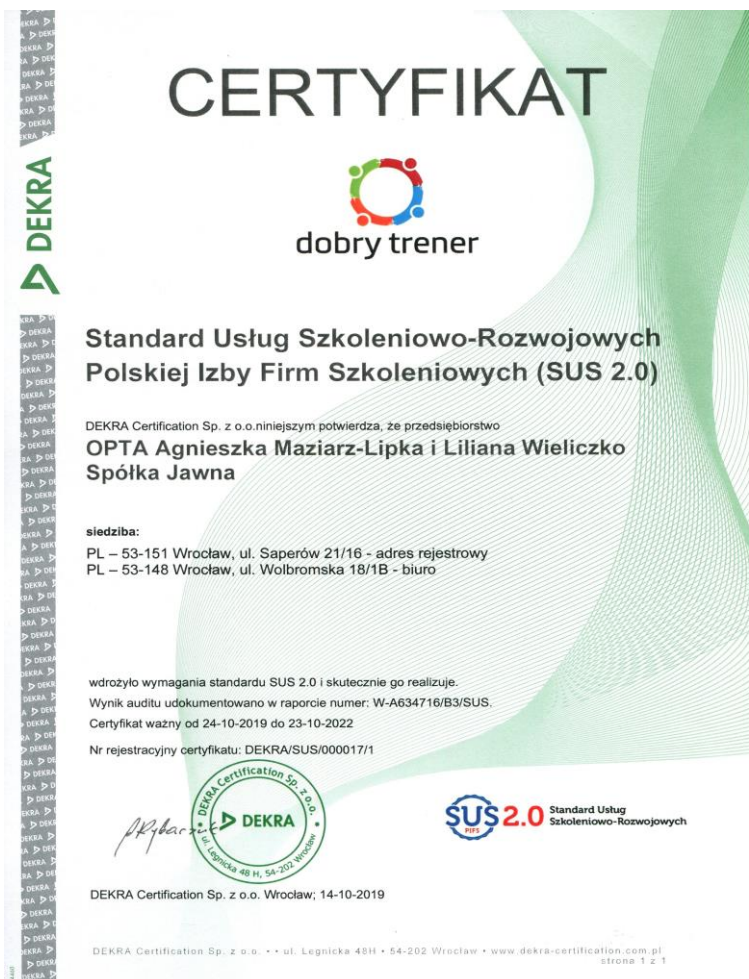 CERTYFIKAT
dobry trener
DEKRA
Standard Usług Szkoleniowo-Rozwojowych
Polskiej Izby Firm Szkoleniowych (SUS 2.0)
DEKRA Certification Sp. z o.o.niniejszym potwierdza, że przedsiębiorstwo
OPTA Agnieszka Maziarz-Lipka i Liliana Wieliczko
Spółka Jawna
siedziba:
PL – 53-151 Wrocław, ul. Saperów 21/16 - adres rejestrowy
PL – 53-148 Wrocław, ul. Wolbromska 18/1B - biuro
wdrożyło wymagania standardu SUS 2.0 i skutecznie go realizuje.
Wynik auditu udokumentowano w raporcie numer: W-A634716/B3/SUS.
Certyfikat ważny od 24-10-2019 do 23-10-2022
Nr rejestracyjny certyfikatu: DEKRA/SUS/000017/1
DEKRA Certification Sp. z o.o.
DEKRA
ul. Legnicka 48 H, 54-202 Wrocław
SUS 2.0
PIFS
Standard Usług
Szkoleniowo-Rozwojowych
DEKRA Certification Sp. z o.o. Wrocław; 14-10-2019
DEKRA Certification Sp. z o.o. • • ul. Legnicka 48H • 54-202 Wrocław • www.dekra-certification.com.pl
strona 1 z 1